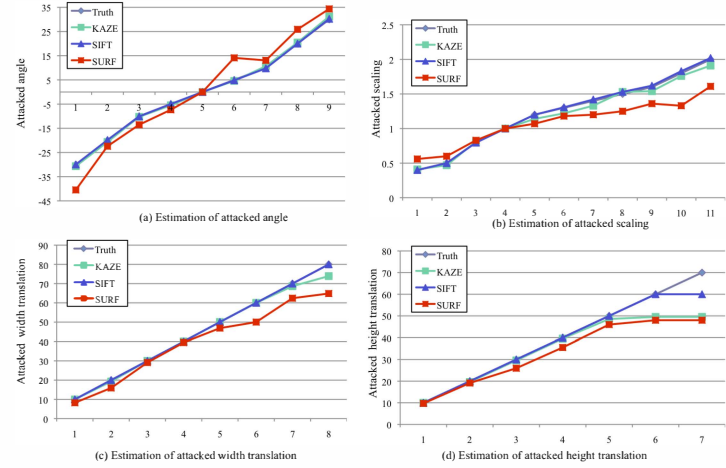 35
25
15
5
-5
-15
-25
-35
-45
Attacked angle
Truth
KAZE
SIFT
SURF
1 2 3 4 5 6 7 8 9
(a) Estimation of attacked angle
2.5
2
1.5
1
0.5
0
Attacked scaling
Truth
KAZE
SIFT
SURF
1 2 3 4 5 6 7 8 9 10 11
(b) Estimation of attacked scaling
90
80
70
60
50
40
30
20
10
0
Attacked width translation
Truth
KAZE
SIFT
SURF
1 2 3 4 5 6 7 8
(c) Estimation of attacked width translation
80
70
60
50
40
30
20
10
0
Attacked height translation
Truth
KAZE
SIFT
SURF
1 2 3 4 5 6 7
(d) Estimation of attacked height translation